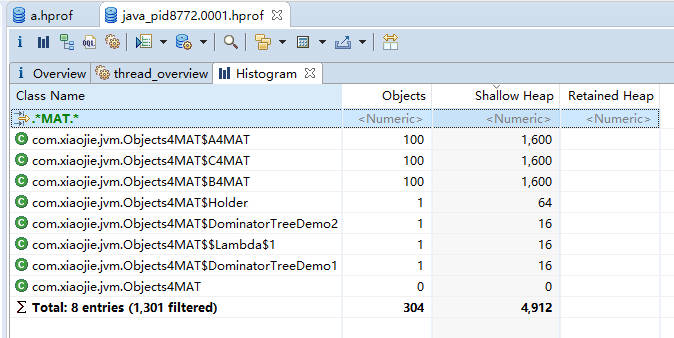 a.hprof java_pid8772.0001.hprof
i OQL
i Overview thread_overview Histogram
Class Name Objects Shallow Heap Retained Heap
.*MAT.* <Numeric> <Numeric> <Numeric>
com.xiaojie.jvm.Objects4MAT$A4MAT 100 1,600
com.xiaojie.jvm.Objects4MAT$C4MAT 100 1,600
com.xiaojie.jvm.Objects4MAT$B4MAT 100 1,600
com.xiaojie.jvm.Objects4MAT$Holder 1 64
com.xiaojie.jvm.Objects4MAT$DominatorTreeDemo2 1 16
com.xiaojie.jvm.Objects4MAT$$Lambda$1 1 16
com.xiaojie.jvm.Objects4MAT$DominatorTreeDemo1 1 16
com.xiaojie.jvm.Objects4MAT 0 0
Σ Total: 8 entries (1,301 filtered) 304 4,912